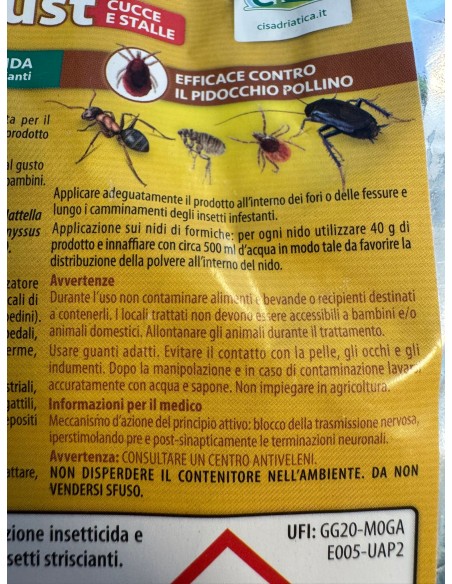 ust CUCCE
E STALLE
cisadriatica.it
IDA
anti
EFFICACE CONTRO
IL PIDOCCHIO POLLINO
ta per il
prodotto
al gusto
bambini.
Applicare adeguatamente il prodotto all'interno dei fori o delle fessure e
lungo i camminamenti degli insetti infestanti.
lattella
nyssus
Applicazione sui nidi di formiche: per ogni nido utilizzare 40 g di
prodotto e innaffiare con circa 500 ml d'acqua in modo tale da favorire la
distribuzione della polvere all'interno del nido.
zatore
cali di
pedini).
pedali,
erme,
Avvertenze
Durante l'uso non contaminare alimenti e bevande o recipienti destinati
a contenerli. I locali trattati non devono essere accessibili a bambini e/o
animali domestici. Allontanare gli animali durante il trattamento.
Usare guanti adatti. Evitare il contatto con la pelle, gli occhi e gli
indumenti. Dopo la manipolazione e in caso di contaminazione lavar
accuratamente con acqua e sapone. Non impiegare in agricoltura.
striali,
gattili,
epositi
Informazioni per il medico
Meccanismo d'azione del principio attivo: blocco della trasmissione nervosa,
iperstimolando pre e post-sinapticamente le terminazioni neuronali.
Avvertenza: CONSULTARE UN CENTRO ANTIVELENI.
attare,
NON DISPERDERE IL CONTENITORE NELL'AMBIENTE. DA NON
VENDERSI SFUSO.
zione insetticida e
setti striscianti.
UFI: GG20-M0GA
E005-UAP2